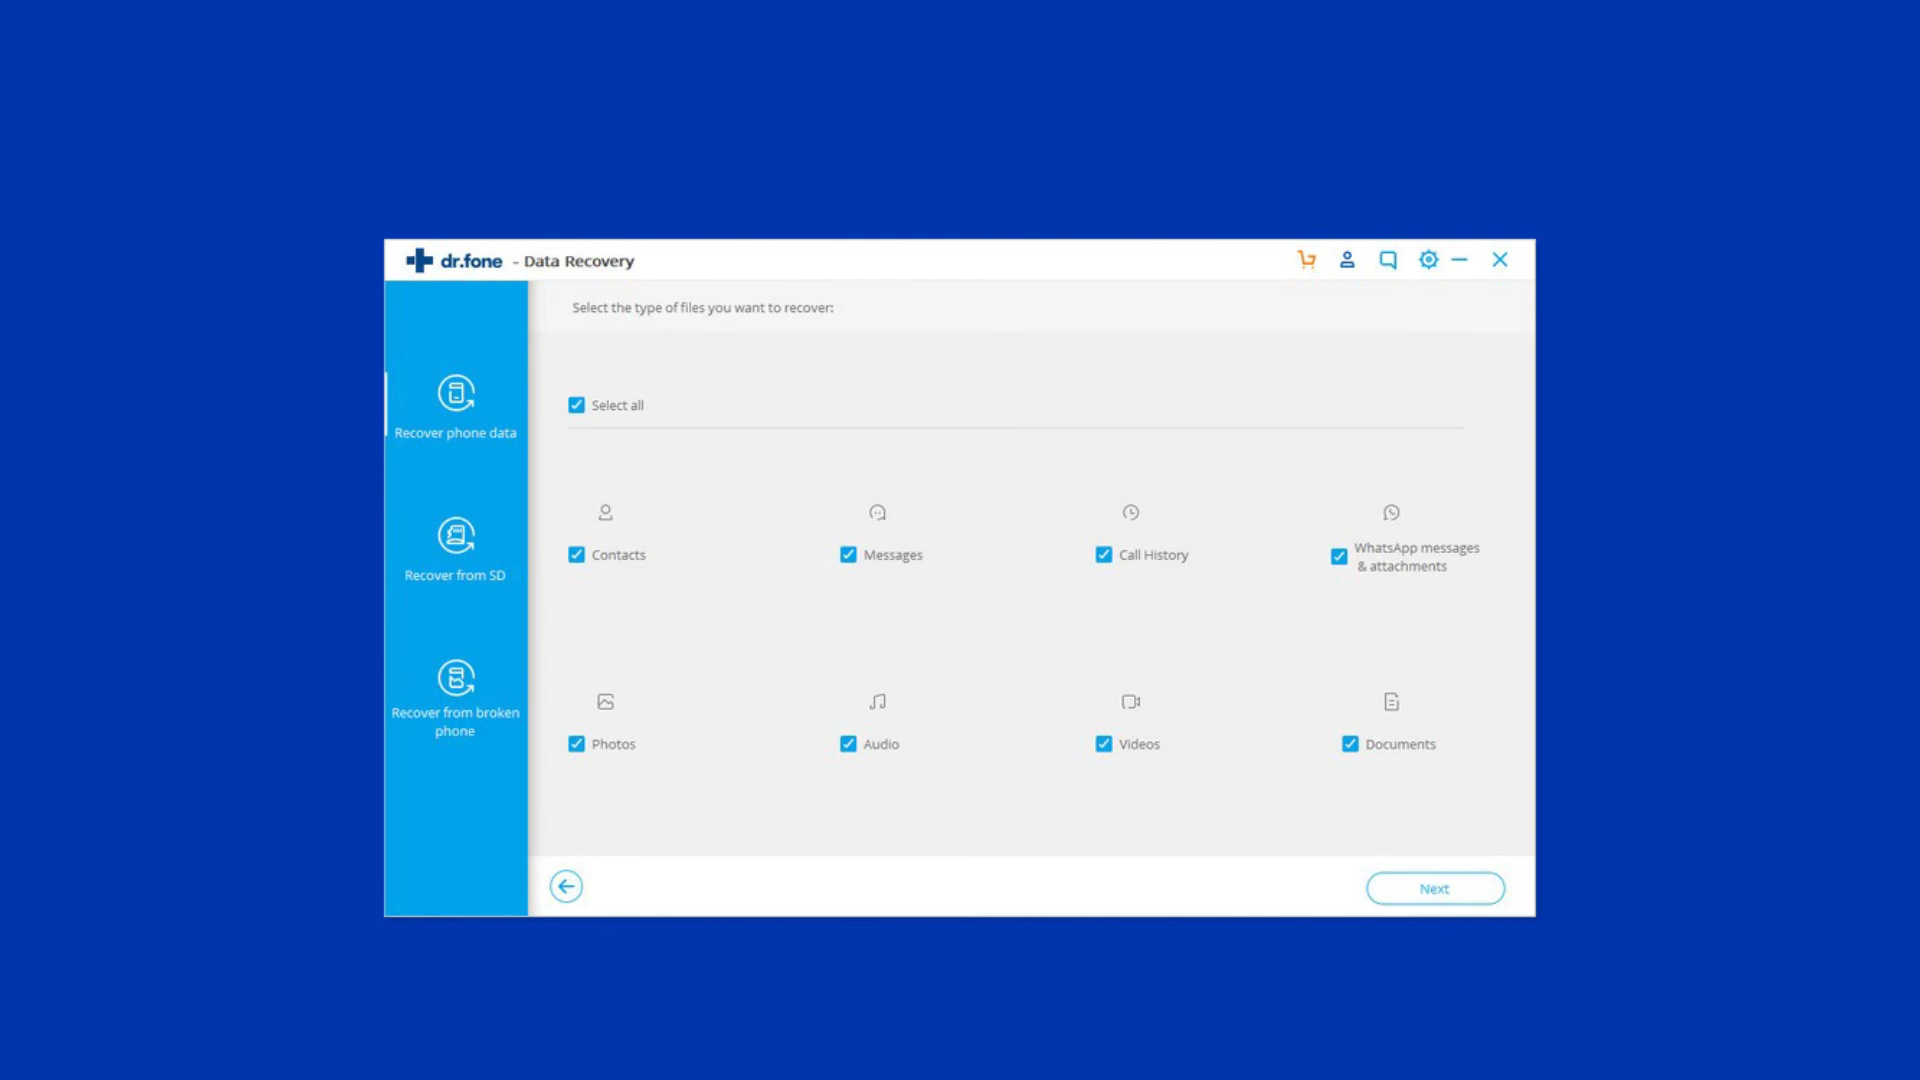 dr.fone - Data Recovery
Select the type of files you want to recover:
Select all
Recover phone data
Recover from SD
Recover from broken
phone
Contacts
Messages
Call History
WhatsApp messages
& attachments
Photos
Audio
Videos
Documents
Next